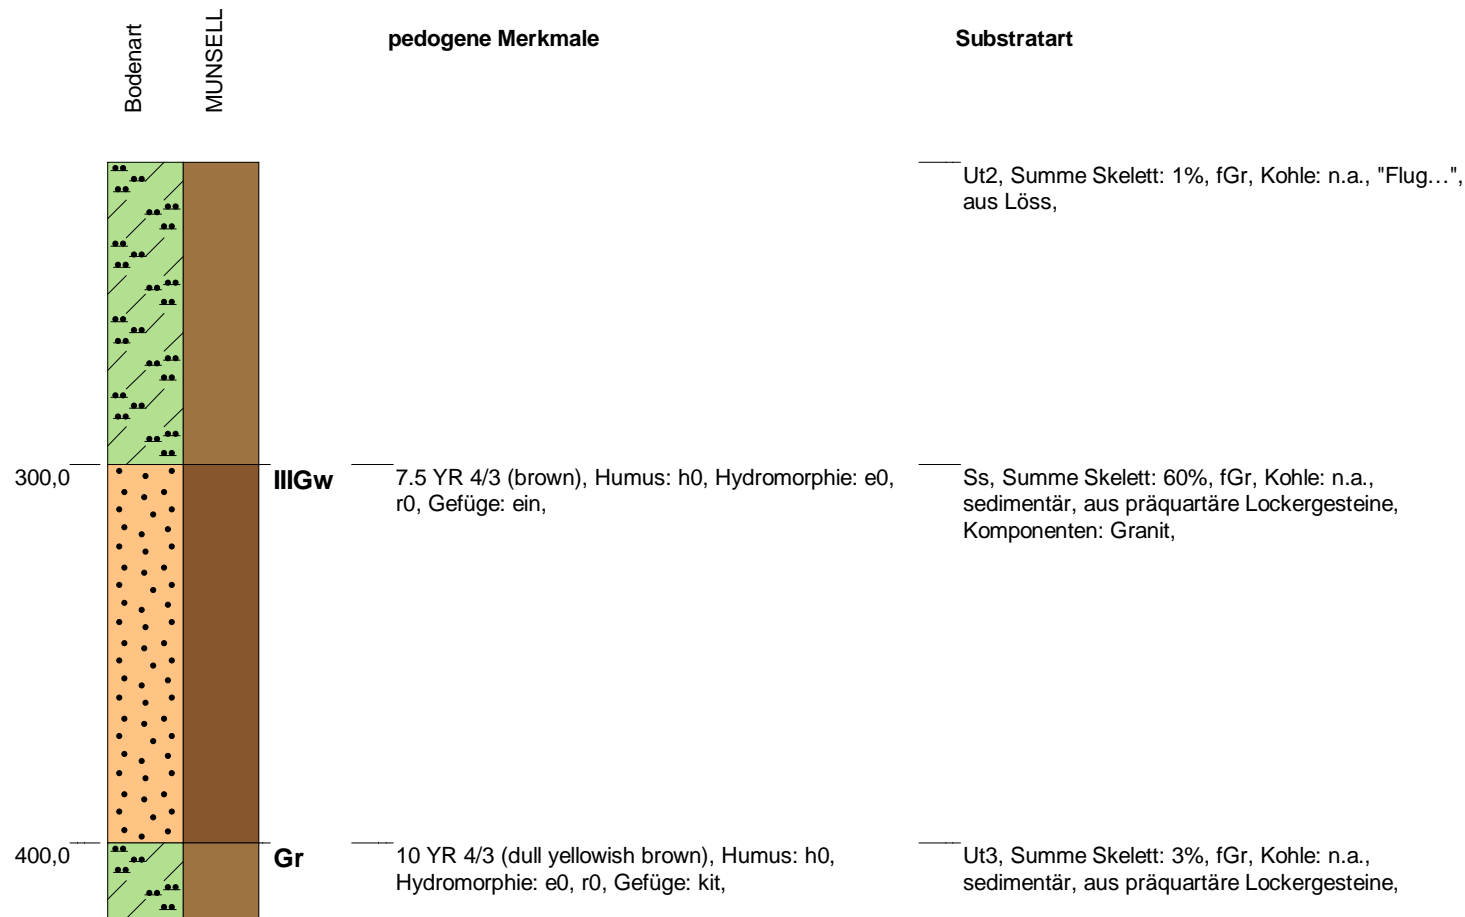 Bodenart
MUNSELL
pedogene Merkmale
Substratart
Ut2, Summe Skelett: 1%, fGr, Kohle: n.a., "Flug…",
aus Löss,
300,0
IIIGw
7.5 YR 4/3 (brown), Humus: h0, Hydromorphie: e0,
r0, Gefüge: ein,
Ss, Summe Skelett: 60%, fGr, Kohle: n.a.,
sedimentär, aus präquartäre Lockergesteine,
Komponenten: Granit,
400,0
Gr
10 YR 4/3 (dull yellowish brown), Humus: h0,
Hydromorphie: e0, r0, Gefüge: kit,
Ut3, Summe Skelett: 3%, fGr, Kohle: n.a.,
sedimentär, aus präquartäre Lockergesteine,